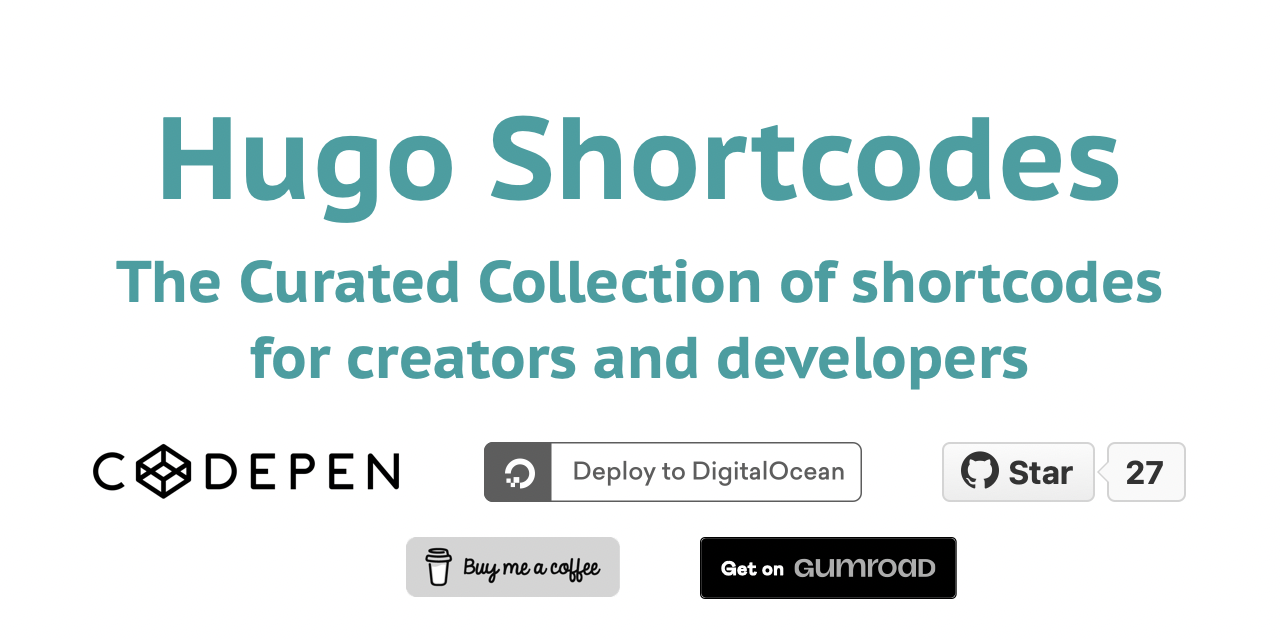 Hugo Shortcodes
The Curated Collection of shortcodes
for creators and developers
CODEPEN
Deploy to DigitalOcean
Star
27
Buy me a coffee
Get on GUMROAD